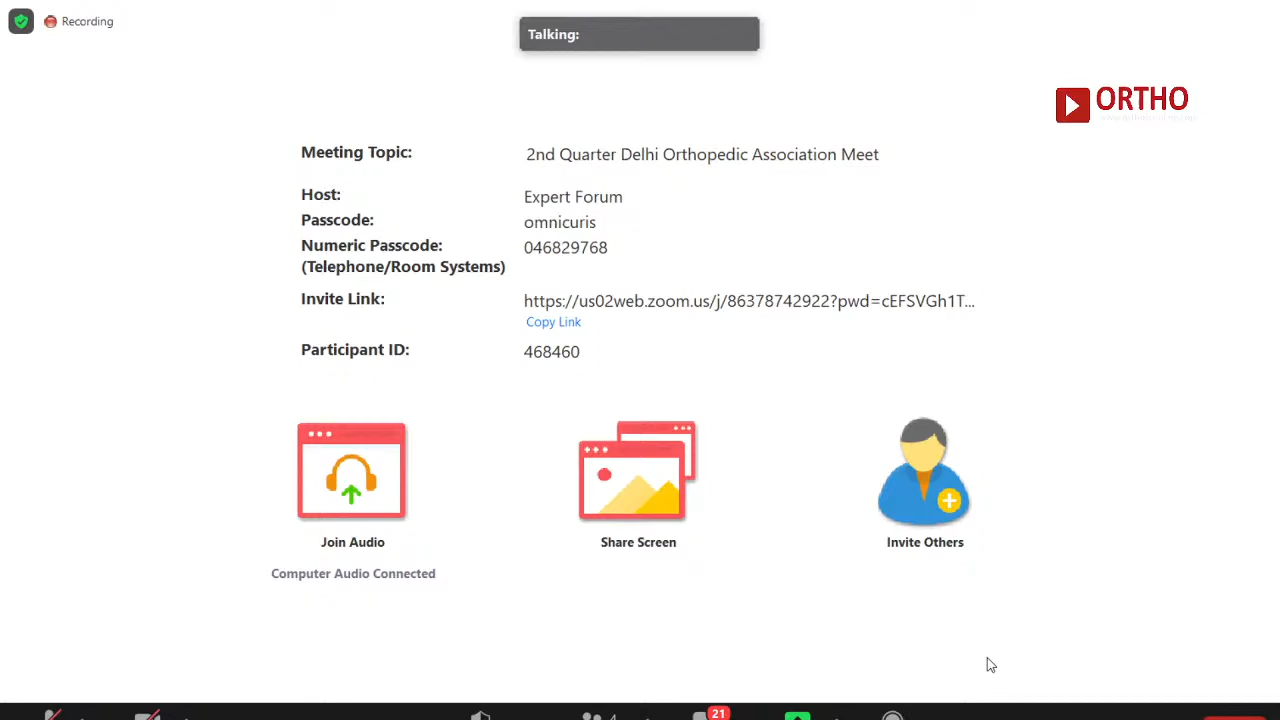 Recording
Talking:
ORTHO
Meeting Topic: 2nd Quarter Delhi Orthopedic Association Meet
Host: Expert Forum
Passcode: omnicuris
Numeric Passcode: 046829768
(Telephone/Room Systems)
Invite Link: https://us02web.zoom.us/j/86378742922?pwd=cEFSVGh1T...
Copy Link
Participant ID: 468460
Join Audio
Share Screen
Invite Others
Computer Audio Connected
21